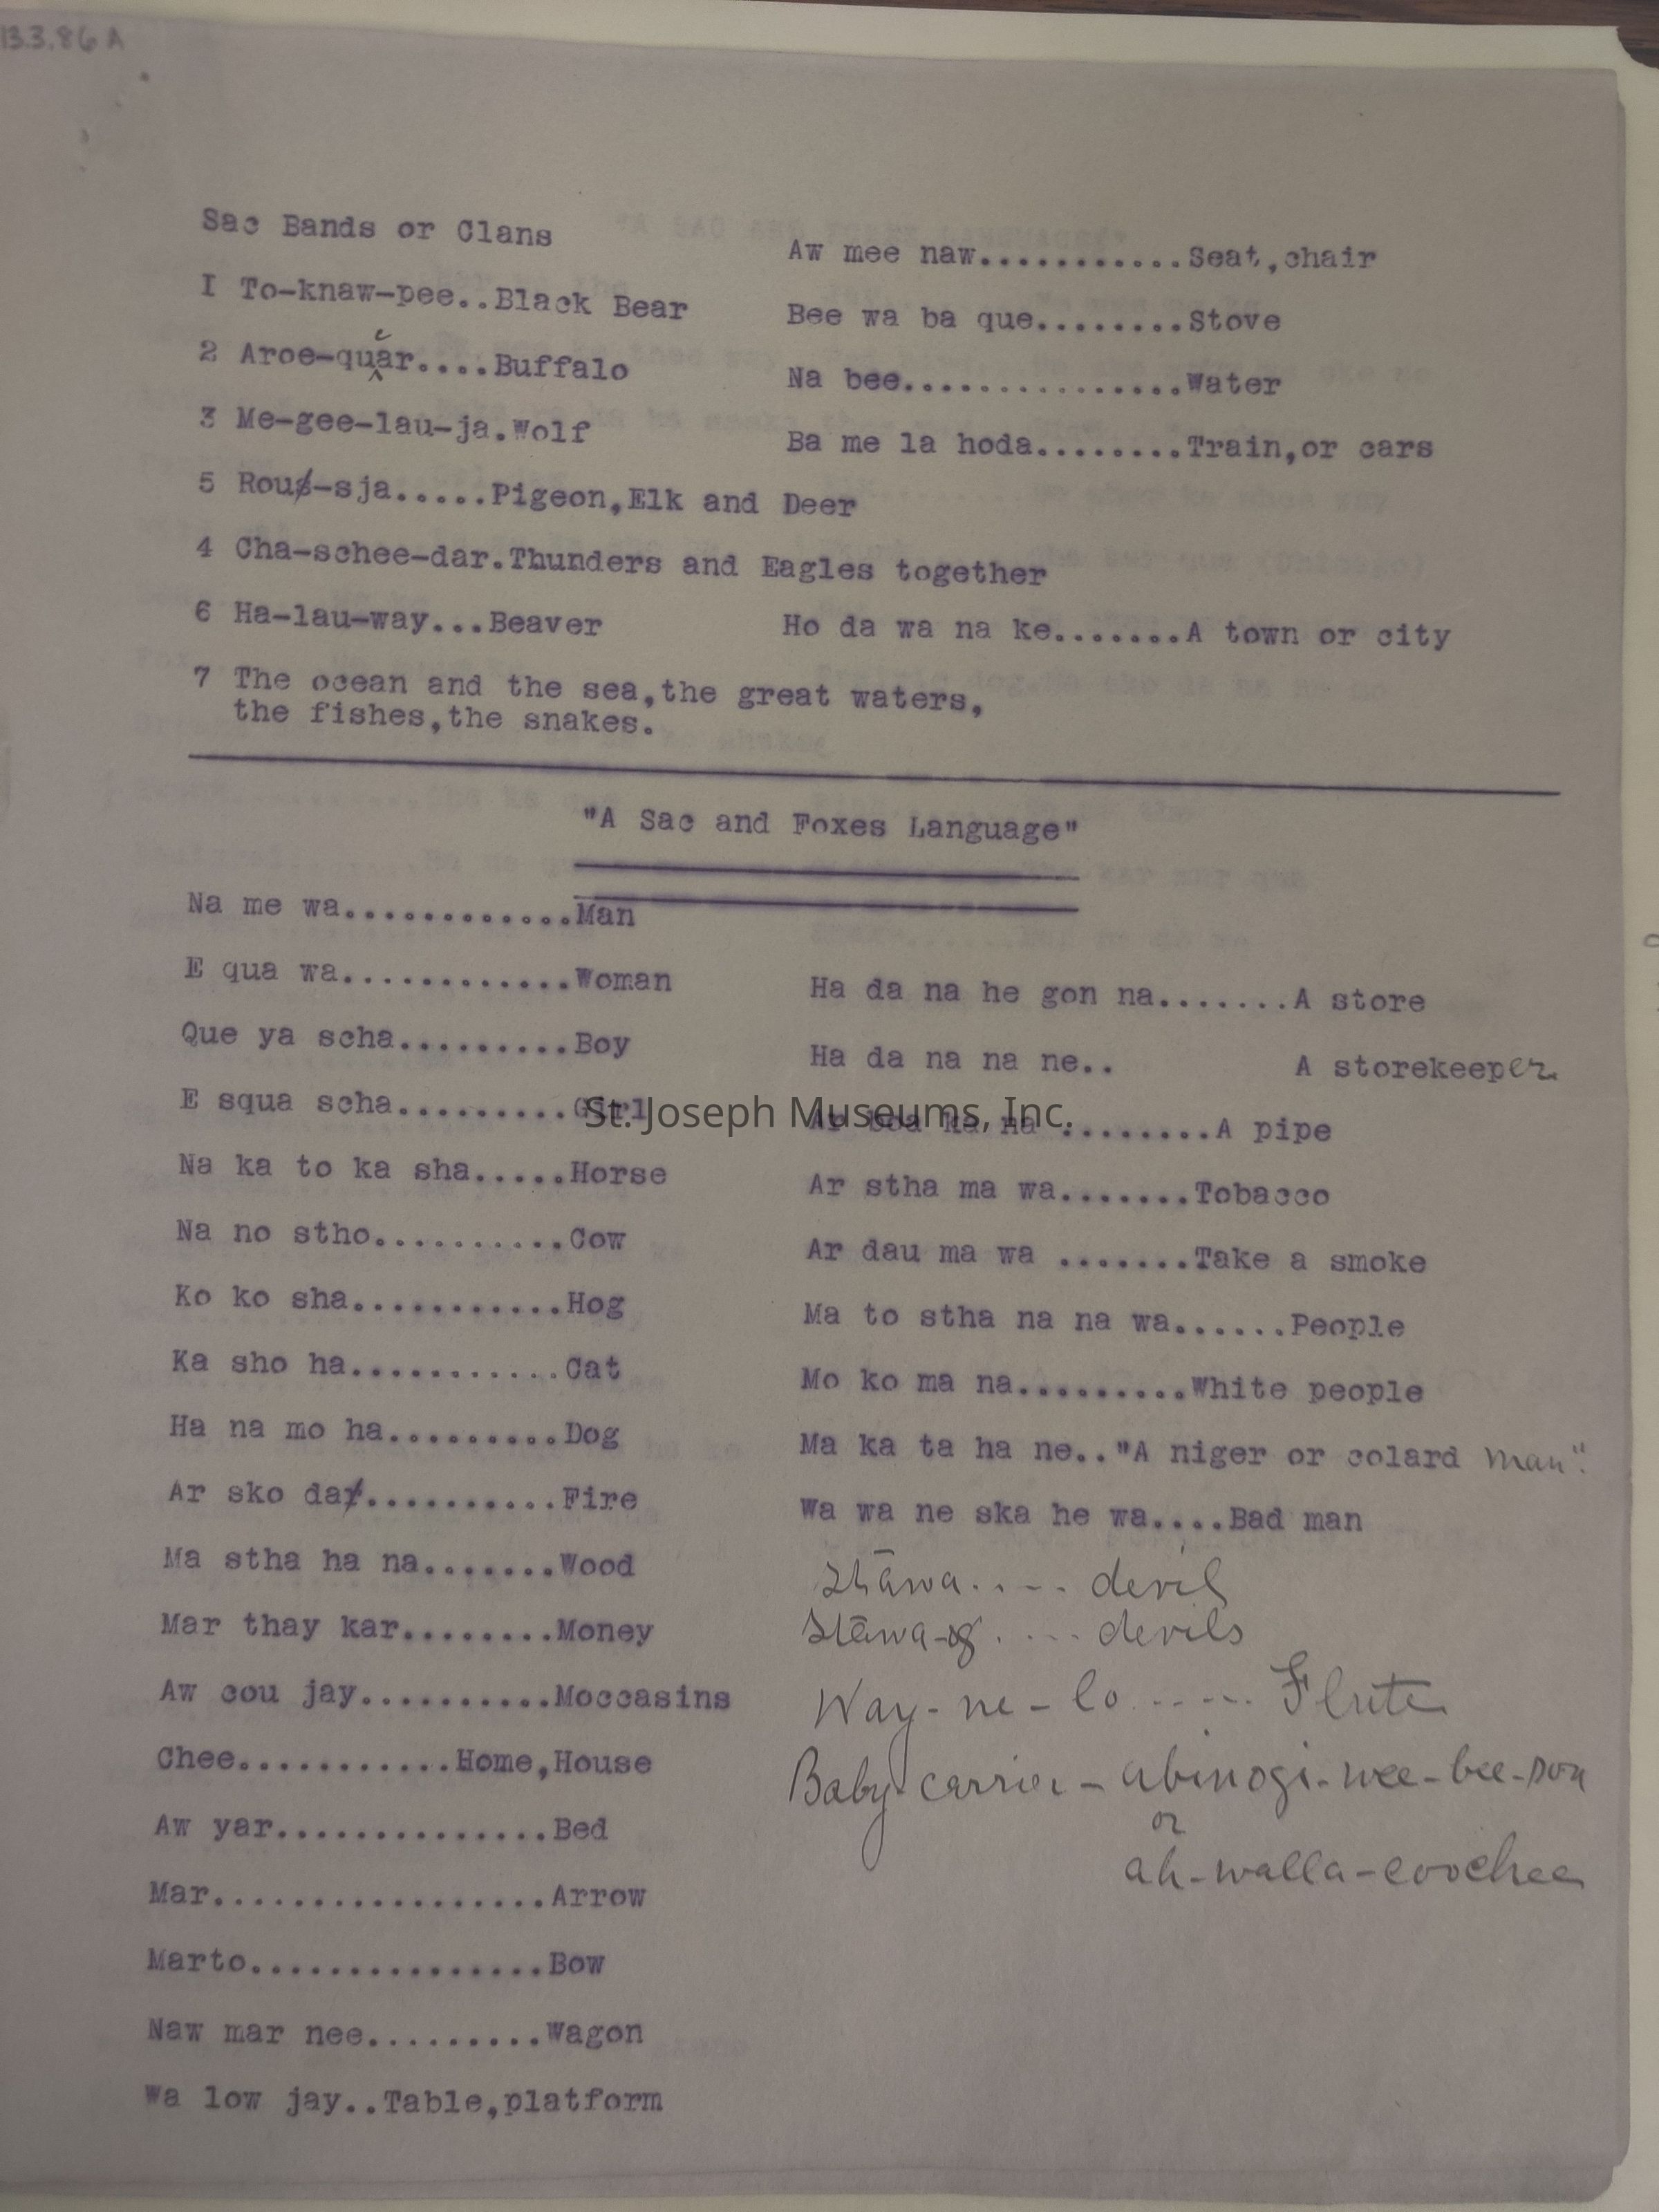 13.3.86 A
Sac Bands or Clans
I To-knaw-pee..Black Bear
2 Aroe-quar....Buffalo
3 Me-gee-lau-ja.Wolf
5 Rous-sja.....Pigeon,Elk and Deer
4 Cha-schee-dar.Thunders and Eagles together
6 Ha-lau-way...Beaver
7 The ocean and the sea,the great waters,
the fishes,the snakes.
Aw mee naw...........Seat,chair
Bee wa ba que........Stove
Na bee...............Water
Ba me la hoda........Train,or cars
Ho da wa na ke.......A town or city
"A Sac and Foxes Language"
Na me wa............Man
E qua wa............Woman
Que ya scha.........Boy
E squa scha.........Girl
Na ka to ka sha.....Horse
Na no stho..........Cow
Ko ko sha...........Hog
Ka sho ha...........Cat
Ha na mo ha.........Dog
Ar sko da..........Fire
Ma stha ha na.......Wood
Mar thay kar........Money
Aw cou jay..........Moccasins
Chee...........Home,House
Aw yar..............Bed
Mar.................Arrow
Marto...............Bow
Naw mar nee.........Wagon
Wa low jay..Table,platform
Ha da na he gon na.......A store
Ha da na na ne.. A storekeeper
Ar boa ka na ........A pipe
Ar stha ma wa.......Tobacco
Ar dau ma wa .......Take a smoke
Ma to stha na na wa......People
Mo ko ma na.........White people
Ma ka ta ha ne.."A niger or colard man".
Wa wa ne ska he wa....Bad man
..... devil
..... devils
Way-ne-lo...... Flute
Baby carrier - abinogi-wee-bee-son
or
ah-walla-coochee
St. Joseph Museums, Inc.